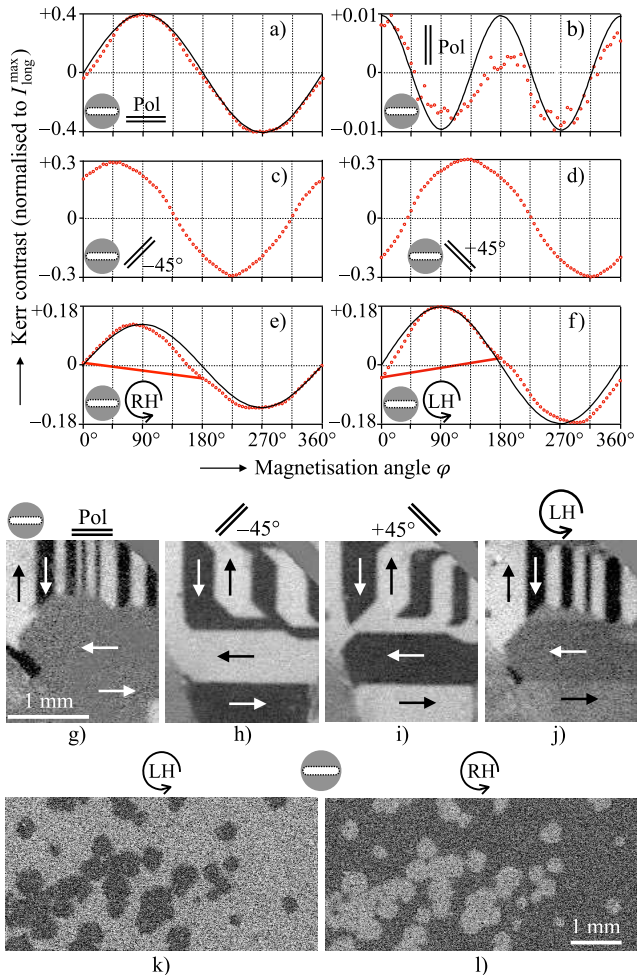 Kerr contrast (normalised to I_long^max)
+0.4 a) +0.01 b)
Pol
0 0
Pol
−0.4 −0.01
+0.3 c) +0.3 d)
0 0
−45° +45°
−0.3 −0.3
+0.18 e) +0.18 f)
0 0
RH LH
−0.18 −0.18
0° 90° 180° 270° 360° 0° 90° 180° 270° 360°
Magnetisation angle φ
Pol −45° +45° LH
1 mm
g) h) i) j)
LH RH
1 mm
k) l)